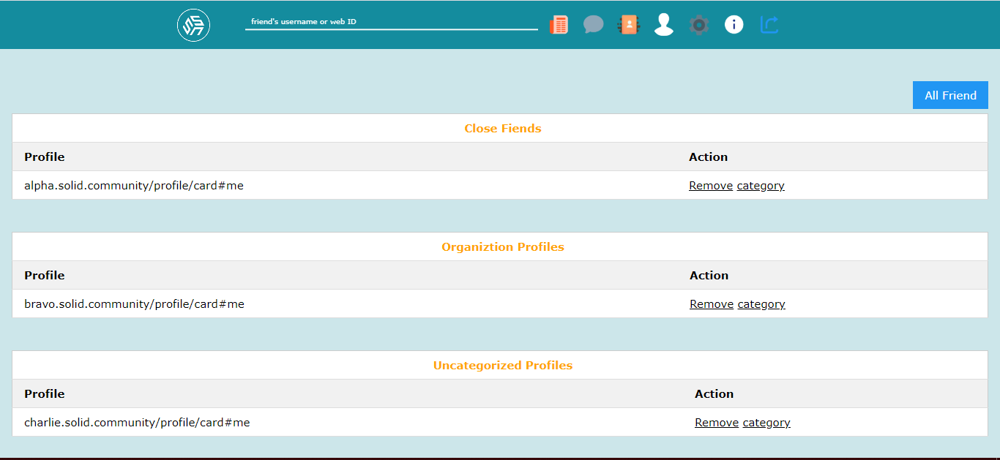 friend's username or web ID
All Friend
Close Fiends
Profile Action
alpha.solid.community/profile/card#me Remove category
Organiztion Profiles
Profile Action
bravo.solid.community/profile/card#me Remove category
Uncategorized Profiles
Profile Action
charlie.solid.community/profile/card#me Remove category